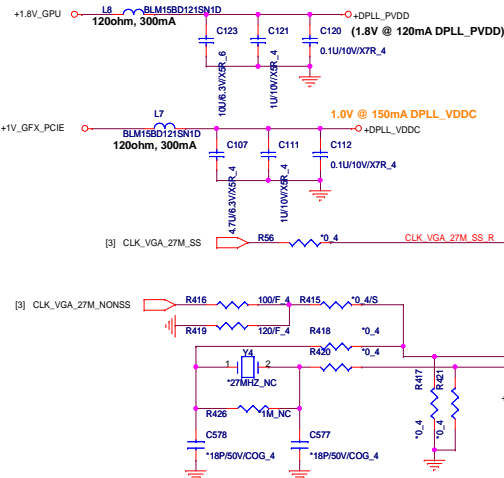 L8 BLM15BD121SN1D
+1.8V_GPU
120ohm, 300mA
+DPLL_PVDD
(1.8V @ 120mA DPLL_PVDD)
C123 C121 C120
10U/6.3V/X5R_6
1U/10V/X5R_4
0.1U/10V/X7R_4
1.0V @ 150mA DPLL_VDDC
L7
+1V_GFX_PCIE
+DPLL_VDDC
BLM15BD121SN1D
120ohm, 300mA
C107 C111 C112
4.7U/6.3V/X5R_4
1U/10V/X5R_4
0.1U/10V/X7R_4
[3] CLK_VGA_27M_SS R56 *0_4 CLK_VGA_27M_SS_R
[3] CLK_VGA_27M_NONSS R416 100/F_4 R415 *0_4/S
R419 120/F_4 R418 *0_4
Y4 R420 *0_4
1 2
*27MHZ_NC
R417 R421
R426 1M_NC
*0_4 *0_4
C578 C577
*18P/50V/COG_4 *18P/50V/COG_4